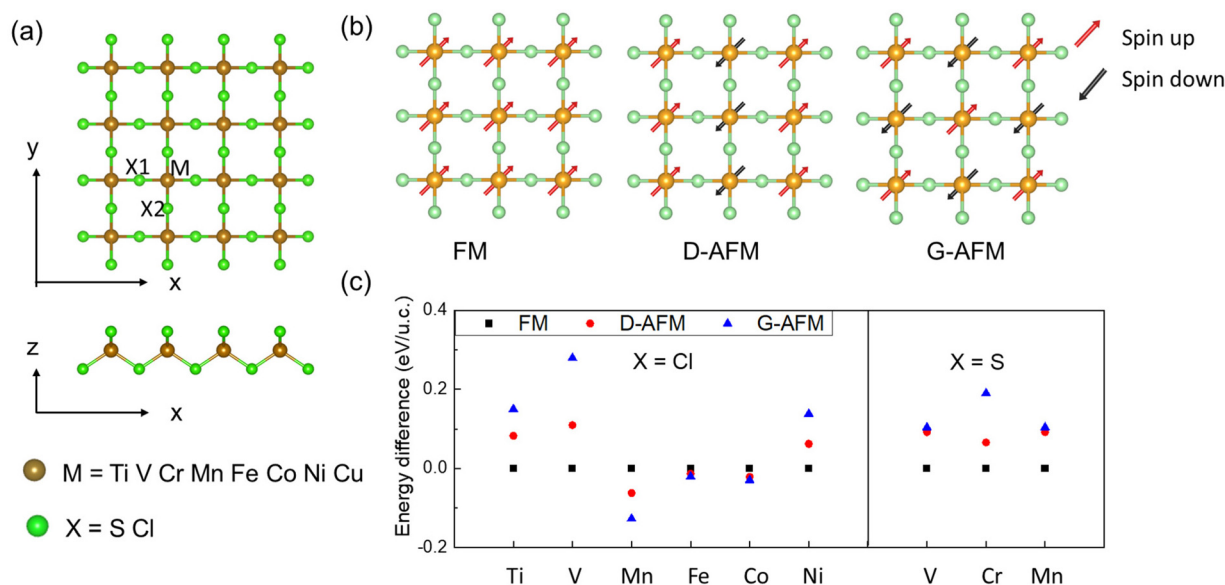 (a)
X1
M
X2
y
x
z
x
M = Ti V Cr Mn Fe Co Ni Cu
X = S Cl
(b)
Spin up
Spin down
FM
D-AFM
G-AFM
(c)
FM
D-AFM
G-AFM
X = Cl
X = S
Energy difference (eV/u.c.)
0.4
0.2
0.0
-0.2
Ti V Mn Fe Co Ni V Cr Mn